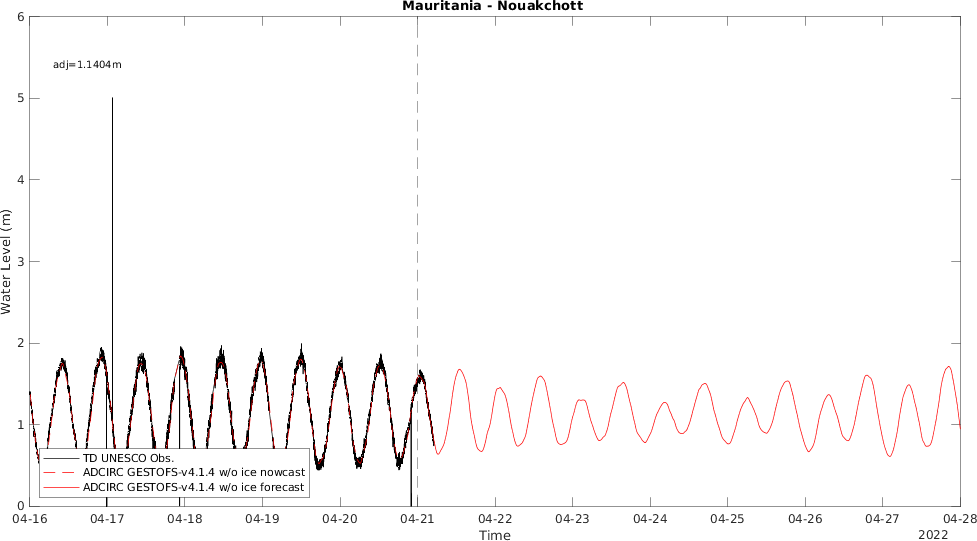 Mauritania - Nouakchott
6
adj=1.1404m
5
4
3
2
1
0
Water Level (m)
TD UNESCO Obs.
ADCIRC GESTOFS-v4.1.4 w/o ice nowcast
ADCIRC GESTOFS-v4.1.4 w/o ice forecast
04-16 04-17 04-18 04-19 04-20 04-21 04-22 04-23 04-24 04-25 04-26 04-27 04-28
Time
2022